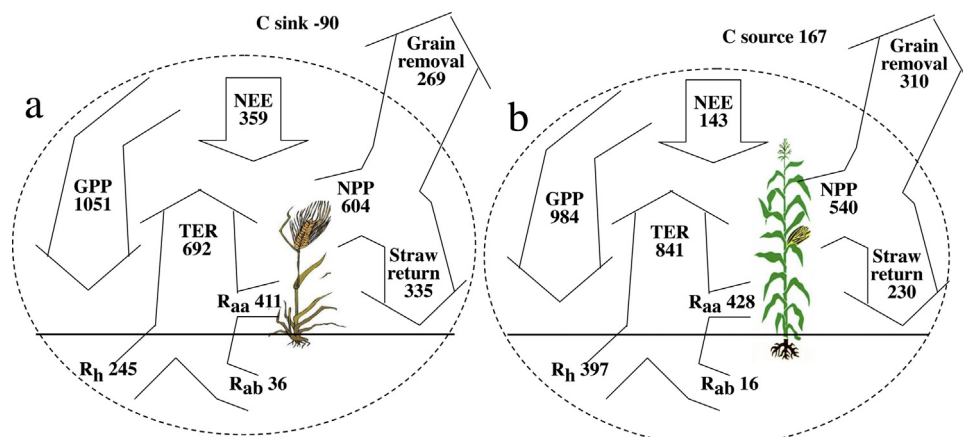 a
C sink -90
Grain
removal
269
NEE
359
GPP
1051
NPP
604
TER
692
Straw
return
335
Raa 411
Rh 245
Rab 36
b
C source 167
Grain
removal
310
NEE
143
GPP
984
NPP
540
TER
841
Straw
return
230
Raa 428
Rh 397
Rab 16